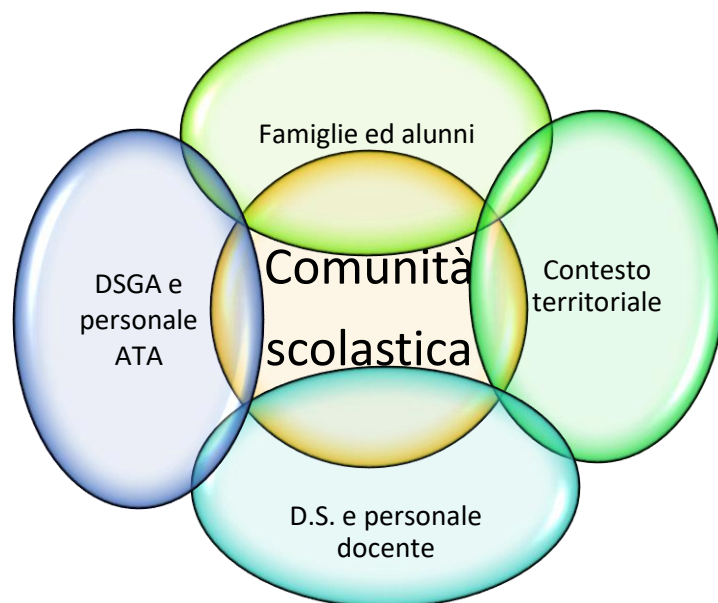 Famiglie ed alunni
Comunità
scolastica
DSGA e
personale
ATA
Contesto
territoriale
D.S. e personale
docente